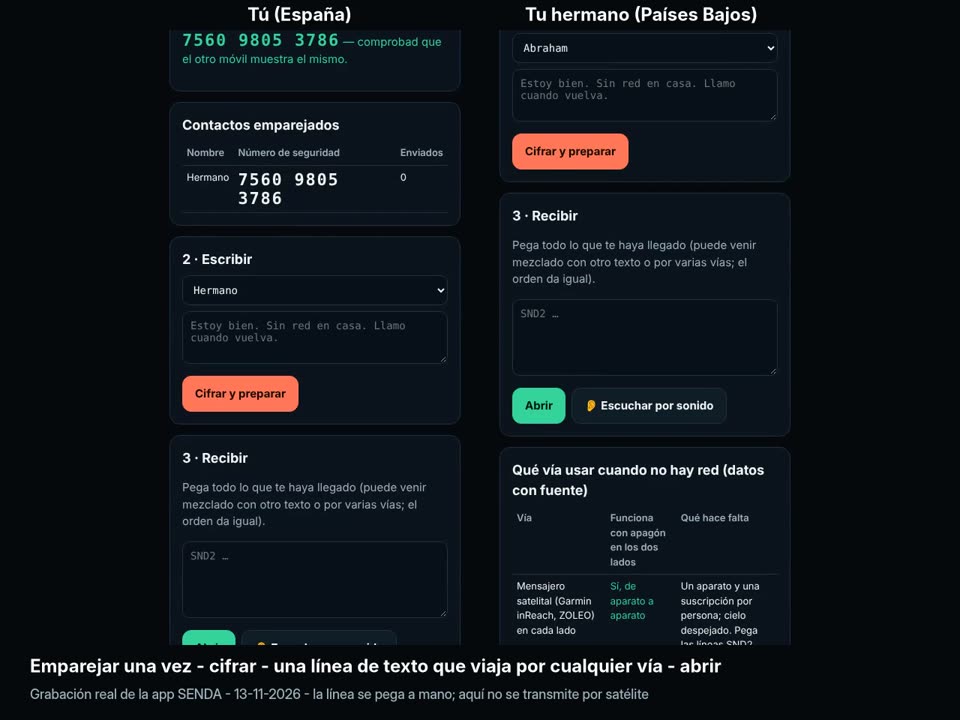 Tú (España)
7560 9805 3786 — comprobad que
el otro móvil muestra el mismo.
Contactos emparejados
Nombre Número de seguridad Enviados
Hermano 7560 9805 0
3786
2 · Escribir
Hermano
Estoy bien. Sin red en casa. Llamo
cuando vuelva.
Cifrar y preparar
3 · Recibir
Pega todo lo que te haya llegado (puede venir
mezclado con otro texto o por varias vías; el
orden da igual).
SND2 …
Tu hermano (Países Bajos)
Abraham
Estoy bien. Sin red en casa. Llamo
cuando vuelva.
Cifrar y preparar
3 · Recibir
Pega todo lo que te haya llegado (puede venir
mezclado con otro texto o por varias vías; el
orden da igual).
SND2 …
Abrir 👂 Escuchar por sonido
Qué vía usar cuando no hay red (datos
con fuente)
Vía Funciona Qué hace falta
con apagón
en los dos
lados
Mensajero Sí, de Un aparato y una
satelital (Garmin aparato a suscripción por
inReach, ZOLEO) aparato persona; cielo
en cada lado despejado. Pega
las líneas SND2
Emparejar una vez - cifrar - una línea de texto que viaja por cualquier vía - abrir
Grabación real de la app SENDA - 13-11-2026 - la línea se pega a mano; aquí no se transmite por satélite